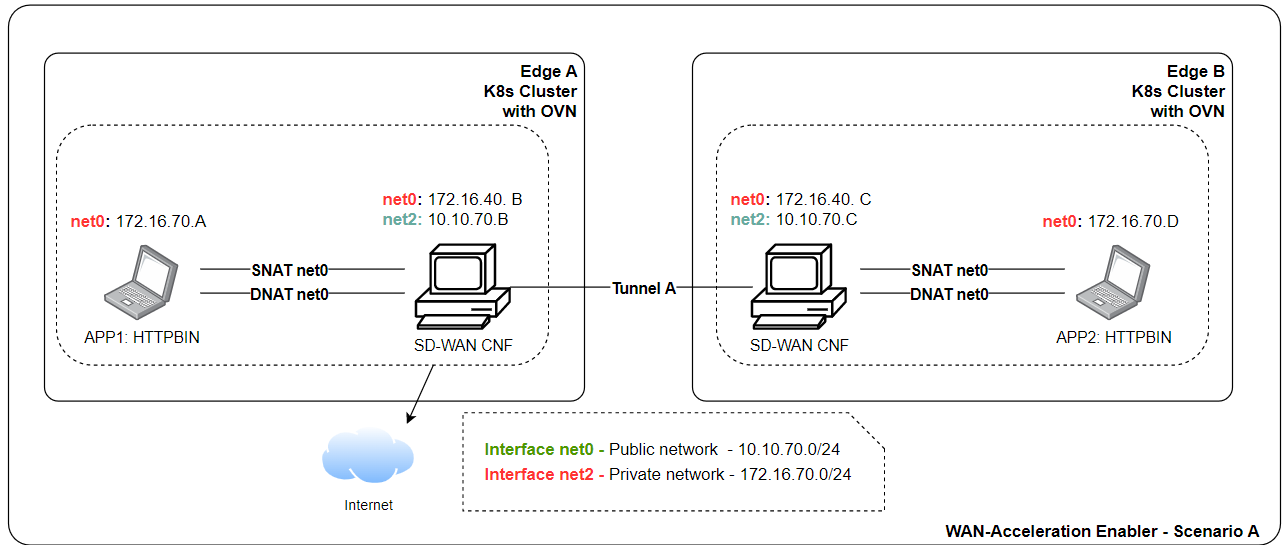 Edge A
K8s Cluster
with OVN
net0: 172.16.70.A
net0: 172.16.40. B
net2: 10.10.70.B
SNAT net0
DNAT net0
APP1: HTTPBIN
SD-WAN CNF
Tunnel A
Edge B
K8s Cluster
with OVN
net0: 172.16.40. C
net2: 10.10.70.C
net0: 172.16.70.D
SNAT net0
DNAT net0
SD-WAN CNF
APP2: HTTPBIN
Internet
Interface net0 - Public network - 10.10.70.0/24
Interface net2 - Private network - 172.16.70.0/24
WAN-Acceleration Enabler - Scenario A